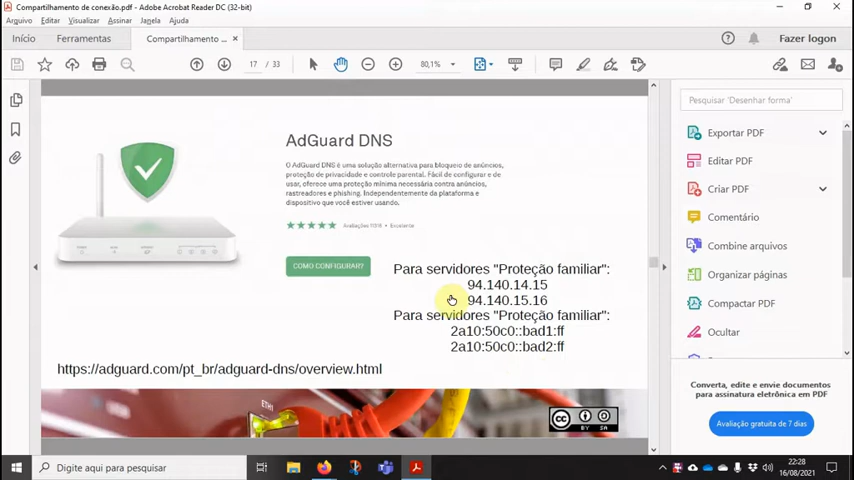 Compartilhamento de conexão.pdf - Adobe Acrobat Reader DC (32-bit)
Arquivo Editar Visualizar Assinar Janela Ajuda
Início Ferramentas Compartilhamento ... × Fazer logon
17 / 33 80,1%
Pesquisar 'Desenhar forma'
Exportar PDF
Editar PDF
Criar PDF
Comentário
Combine arquivos
Organizar páginas
Compactar PDF
Ocultar
Converta, edite e envie documentos
para assinatura eletrônica em PDF
Avaliação gratuita de 7 dias
AdGuard DNS
O AdGuard DNS é uma solução alternativa para bloqueio de anúncios,
proteção de privacidade e controle parental. Fácil de configurar e de
usar, oferece uma proteção mínima necessária contra anúncios,
rastreadores e phishing. Independentemente da plataforma e
dispositivo que você estiver usando.
Excelente
COMO CONFIGURAR?
Para servidores "Proteção familiar":
94.140.14.15
94.140.15.16
Para servidores "Proteção familiar":
2a10:50c0::bad1:ff
2a10:50c0::bad2:ff
https://adguard.com/pt_br/adguard-dns/overview.html
ETH1
CC BY SA
Digite aqui para pesquisar
22:28
16/08/2021